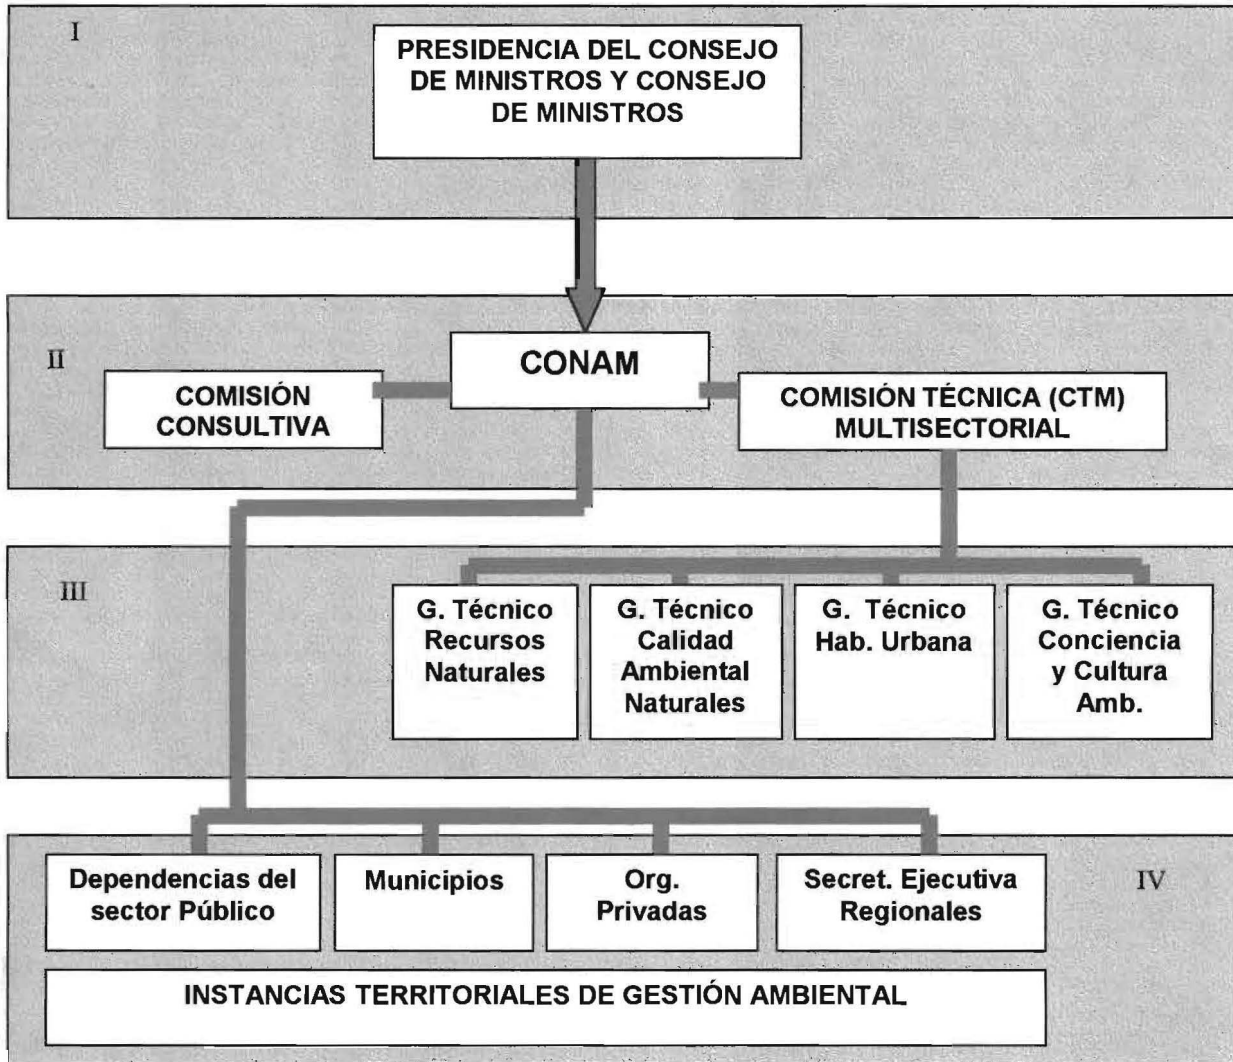 I
PRESIDENCIA DEL CONSEJO
DE MINISTROS Y CONSEJO
DE MINISTROS
II
CONAM
COMISIÓN
CONSULTIVA
COMISIÓN TÉCNICA (CTM)
MULTISECTORIAL
III
G. Técnico
Recursos
Naturales
G. Técnico
Calidad
Ambiental
Naturales
G. Técnico
Hab. Urbana
G. Técnico
Conciencia
y Cultura
Amb.
Dependencias del
sector Público
Municipios
Org.
Privadas
Secret. Ejecutiva
Regionales
IV
INSTANCIAS TERRITORIALES DE GESTIÓN AMBIENTAL